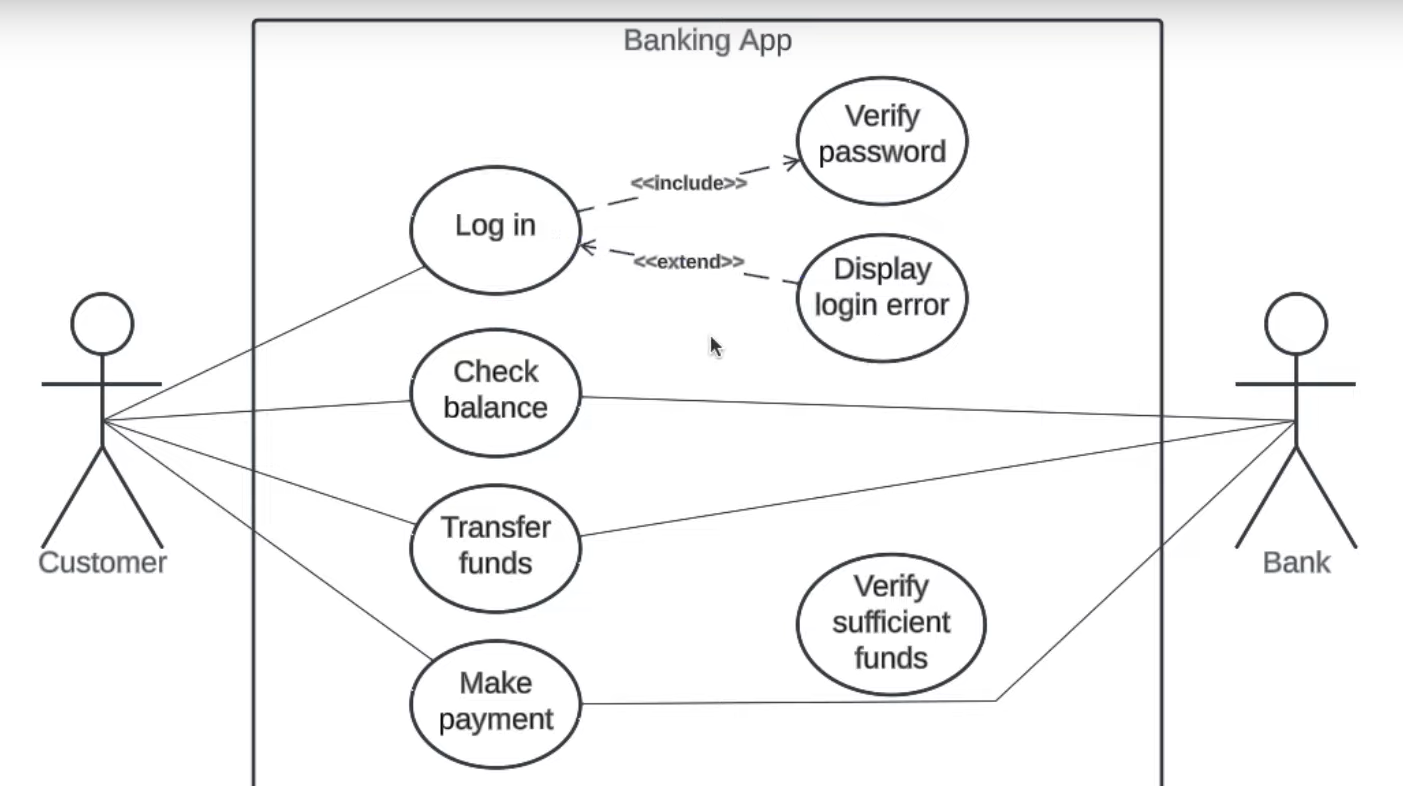 Banking App
Verify
password
<<include>>
Log in
<<extend>>
Display
login error
Check
balance
Transfer
funds
Customer
Bank
Verify
sufficient
funds
Make
payment